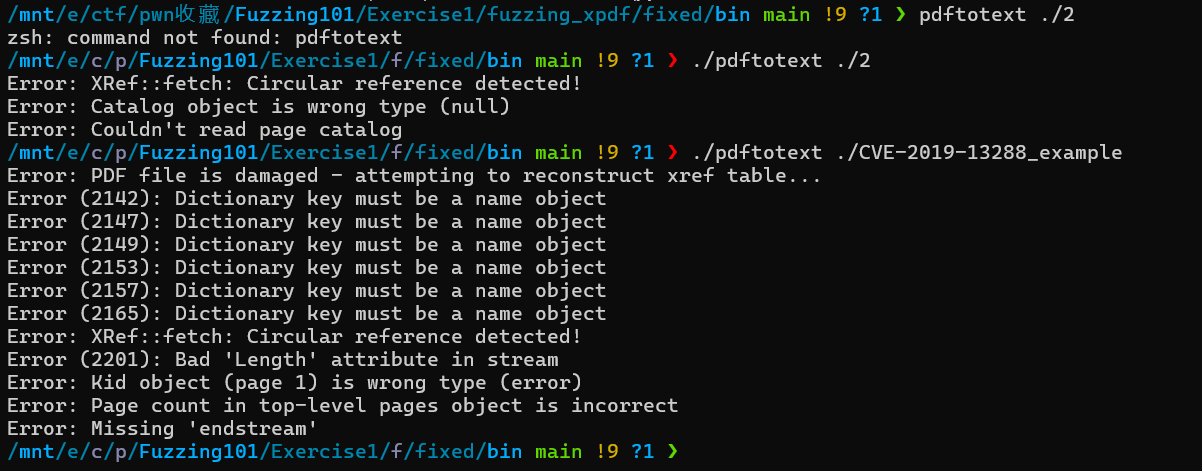 /mnt/e/ctf/pwn收藏/Fuzzing101/Exercise1/fuzzing_xpdf/fixed/bin main !9 ?1 ❯ pdftotext ./2
zsh: command not found: pdftotext
/mnt/e/c/p/Fuzzing101/Exercise1/f/fixed/bin main !9 ?1 ❯ ./pdftotext ./2
Error: XRef::fetch: Circular reference detected!
Error: Catalog object is wrong type (null)
Error: Couldn't read page catalog
/mnt/e/c/p/Fuzzing101/Exercise1/f/fixed/bin main !9 ?1 ❯ ./pdftotext ./CVE-2019-13288_example
Error: PDF file is damaged - attempting to reconstruct xref table...
Error (2142): Dictionary key must be a name object
Error (2147): Dictionary key must be a name object
Error (2149): Dictionary key must be a name object
Error (2153): Dictionary key must be a name object
Error (2157): Dictionary key must be a name object
Error (2165): Dictionary key must be a name object
Error: XRef::fetch: Circular reference detected!
Error (2201): Bad 'Length' attribute in stream
Error: Kid object (page 1) is wrong type (error)
Error: Page count in top-level pages object is incorrect
Error: Missing 'endstream'
/mnt/e/c/p/Fuzzing101/Exercise1/f/fixed/bin main !9 ?1 ❯